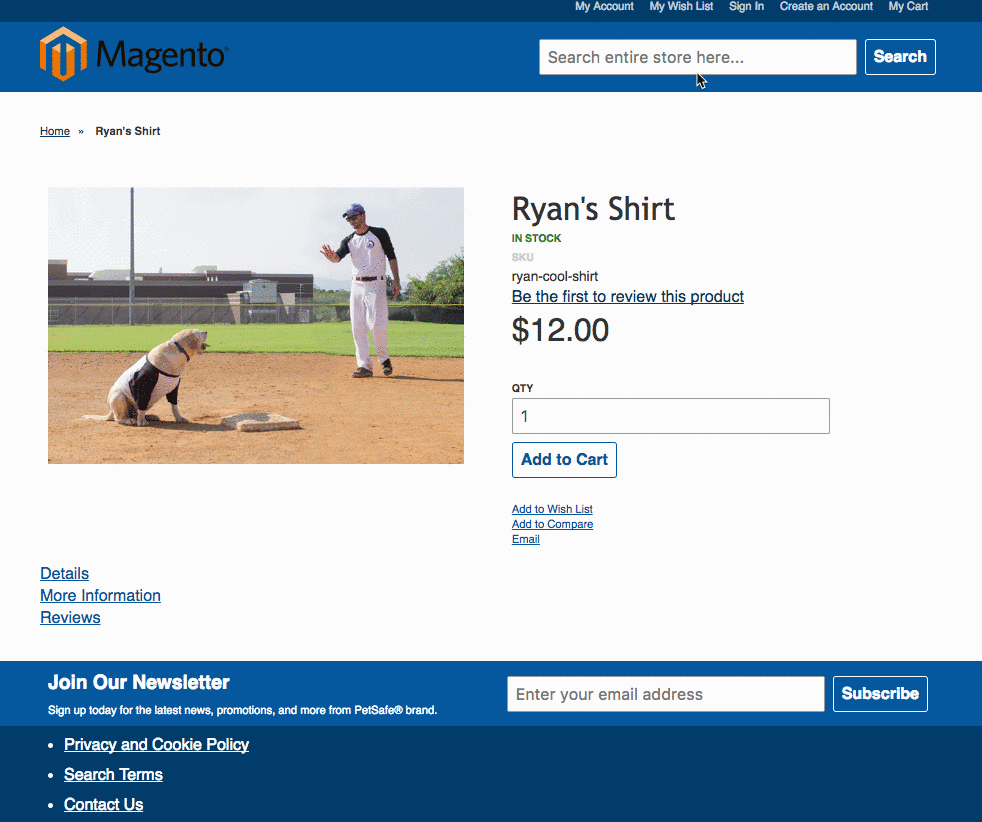 My Account My Wish List Sign In Create an Account My Cart
Magento
Search entire store here...
Search
Home » Ryan's Shirt
Ryan's Shirt
IN STOCK
SKU
ryan-cool-shirt
Be the first to review this product
$12.00
QTY
1
Add to Cart
Add to Wish List
Add to Compare
Email
Details
More Information
Reviews
Join Our Newsletter
Sign up today for the latest news, promotions, and more from PetSafe® brand.
Enter your email address
Subscribe
• Privacy and Cookie Policy
• Search Terms
• Contact Us